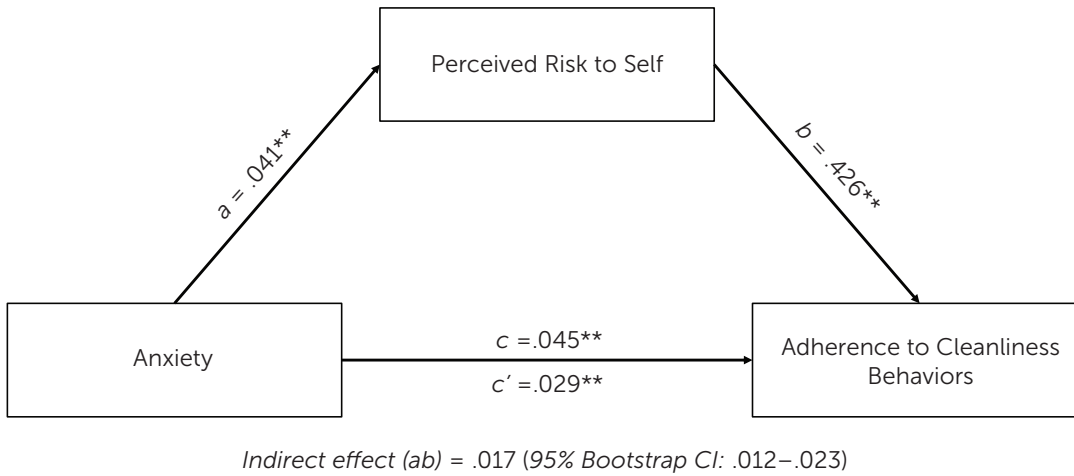 Perceived Risk to Self
a = .041**
b = .426**
Anxiety
c =.045**
c′ =.029**
Adherence to Cleanliness
Behaviors
Indirect effect (ab) = .017 (95% Bootstrap CI: .012–.023)